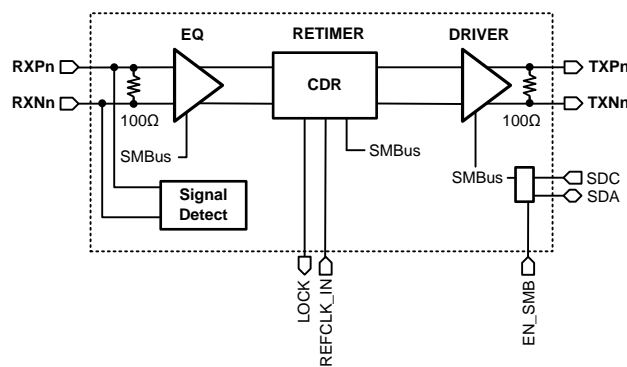 EQ
RETIMER
DRIVER
RXPn
RXNn
100Ω
CDR
TXPn
TXNn
100Ω
SMBus
SMBus
SMBus
SDC
SDA
Signal
Detect
LOCK
REFCLK_IN
EN_SMB